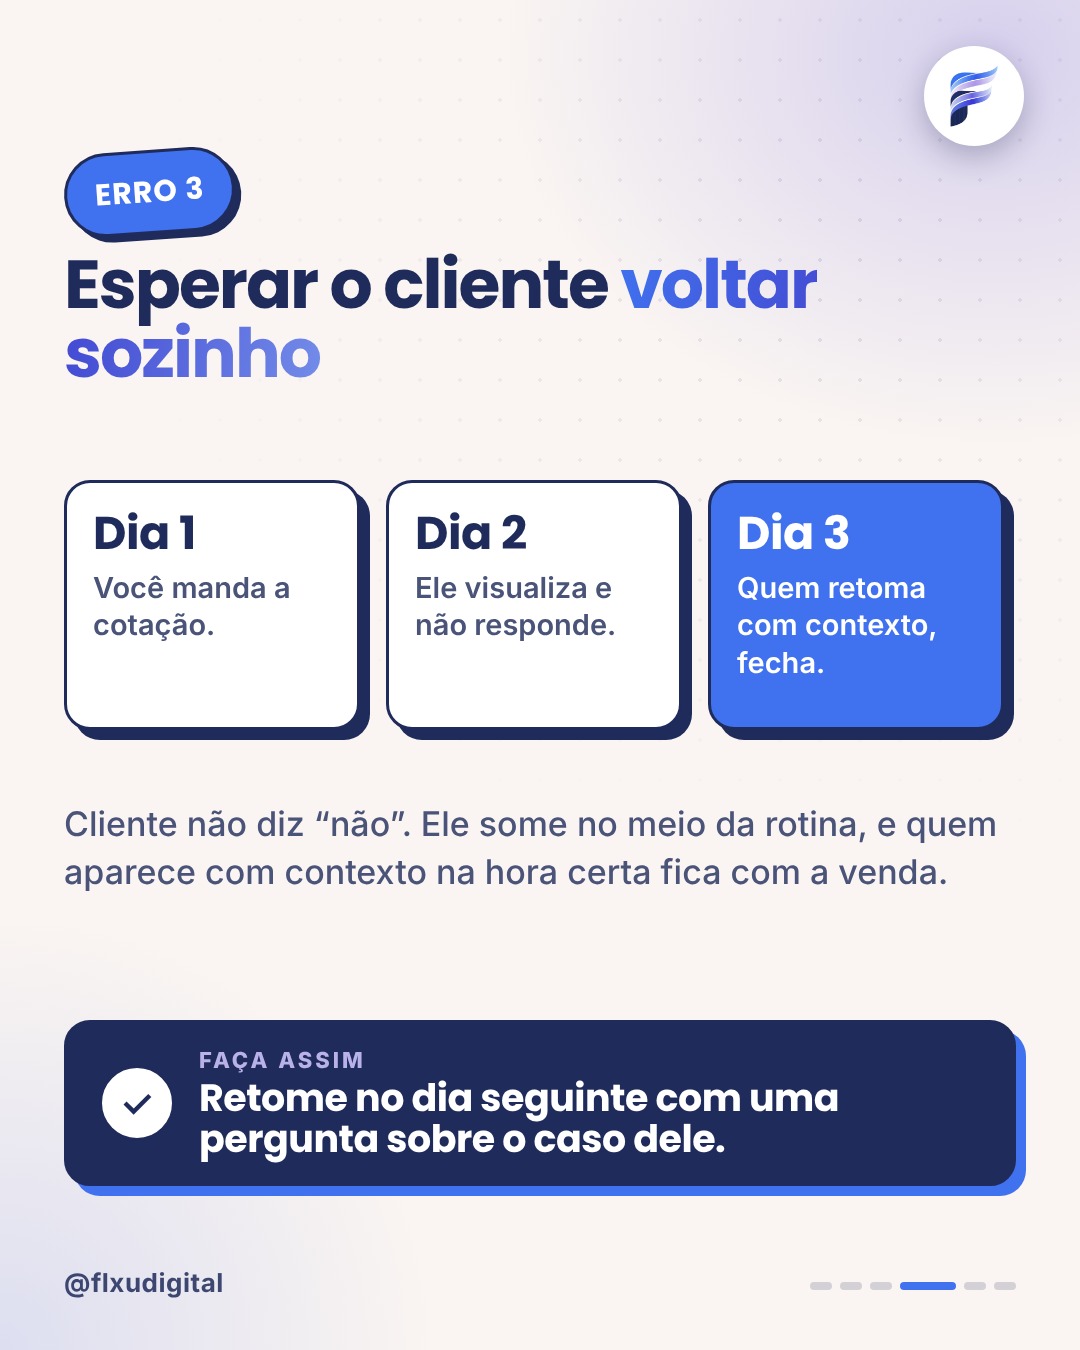 ERRO 3
Esperar o cliente voltar
sozinho
Dia 1
Você manda a
cotação.
Dia 2
Ele visualiza e
não responde.
Dia 3
Quem retoma
com contexto,
fecha.
Cliente não diz “não”. Ele some no meio da rotina, e quem
aparece com contexto na hora certa fica com a venda.
FAÇA ASSIM
Retome no dia seguinte com uma
pergunta sobre o caso dele.
@flxudigital